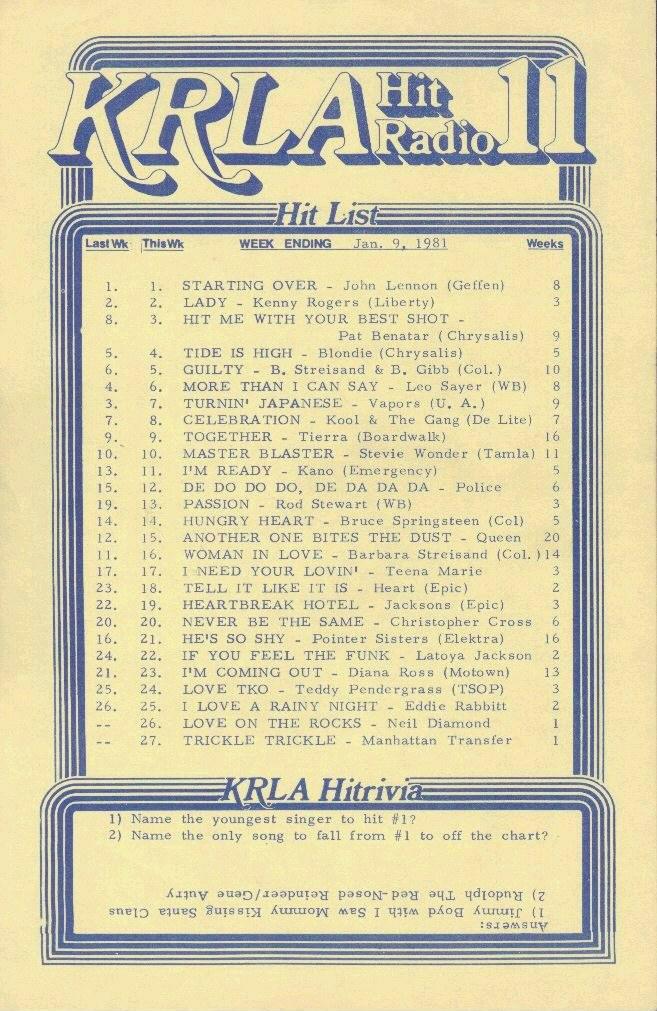 KRLA Hit Radio 11
Hit List
Last Wk This Wk WEEK ENDING Jan. 9, 1981 Weeks
1. 1. STARTING OVER - John Lennon (Geffen) 8
2. 2. LADY - Kenny Rogers (Liberty) 3
8. 3. HIT ME WITH YOUR BEST SHOT -
Pat Benatar (Chrysalis) 9
5. 4. TIDE IS HIGH - Blondie (Chrysalis) 5
6. 5. GUILTY - B. Streisand & B. Gibb (Col.) 10
4. 6. MORE THAN I CAN SAY - Leo Sayer (WB) 8
3. 7. TURNIN' JAPANESE - Vapors (U. A.) 9
7. 8. CELEBRATION - Kool & The Gang (De Lite) 7
9. 9. TOGETHER - Tierra (Boardwalk) 16
10. 10. MASTER BLASTER - Stevie Wonder (Tamla) 11
13. 11. I'M READY - Kano (Emergency) 5
15. 12. DE DO DO DO, DE DA DA DA - Police 6
19. 13. PASSION - Rod Stewart (WB) 3
14. 14. HUNGRY HEART - Bruce Springsteen (Col) 5
12. 15. ANOTHER ONE BITES THE DUST - Queen 20
11. 16. WOMAN IN LOVE - Barbara Streisand (Col.) 14
17. 17. I NEED YOUR LOVIN' - Teena Marie 3
23. 18. TELL IT LIKE IT IS - Heart (Epic) 2
22. 19. HEARTBREAK HOTEL - Jacksons (Epic) 3
20. 20. NEVER BE THE SAME - Christopher Cross 6
16. 21. HE'S SO SHY - Pointer Sisters (Elektra) 16
24. 22. IF YOU FEEL THE FUNK - Latoya Jackson 2
21. 23. I'M COMING OUT - Diana Ross (Motown) 13
25. 24. LOVE TKO - Teddy Pendergrass (TSOP) 3
26. 25. I LOVE A RAINY NIGHT - Eddie Rabbitt 2
-- 26. LOVE ON THE ROCKS - Neil Diamond 1
-- 27. TRICKLE TRICKLE - Manhattan Transfer 1
KRLA Hitrivia
1) Name the youngest singer to hit #1?
2) Name the only song to fall from #1 to off the chart?
Answers:
1) Jimmy Boyd with I Saw Mommy Kissing Santa Claus
2) Rudolph The Red-Nosed Reindeer/Gene Autry